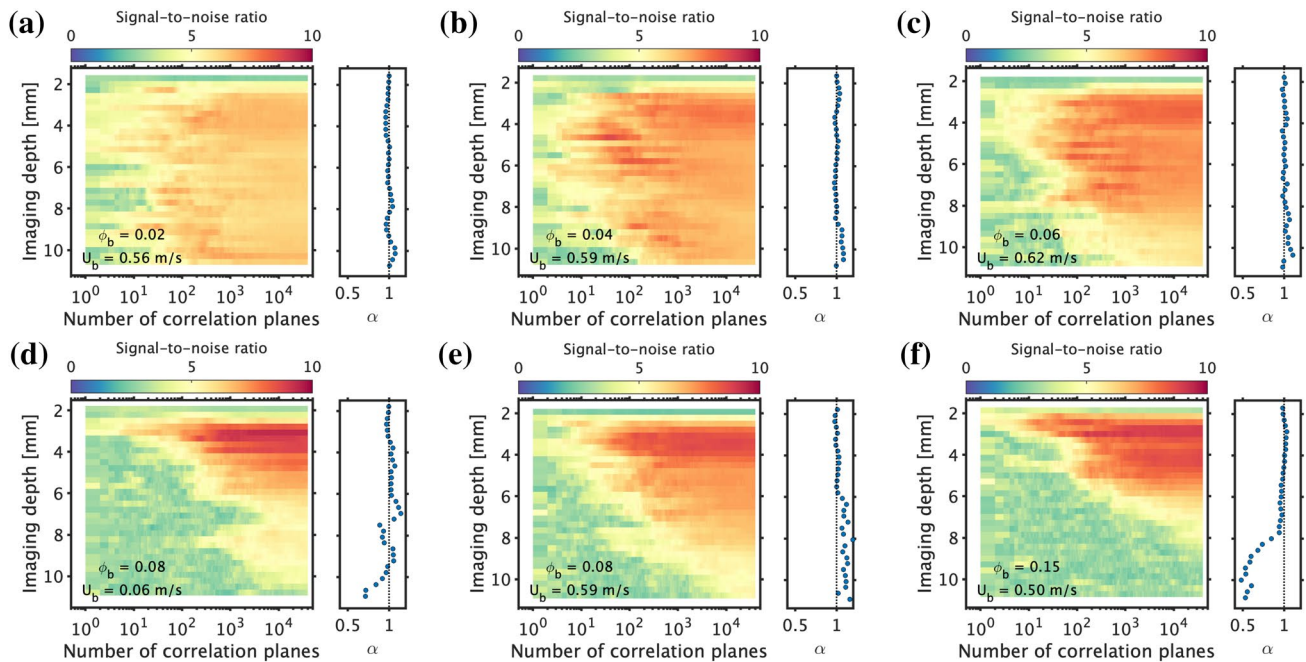 (a)
Signal-to-noise ratio
0 5 10
Imaging depth [mm]
2
4
6
8
10
ϕb = 0.02
Ub = 0.56 m/s
10^0 10^1 10^2 10^3 10^4
Number of correlation planes
0.5 1
α
(b)
Signal-to-noise ratio
0 5 10
Imaging depth [mm]
2
4
6
8
10
ϕb = 0.04
Ub = 0.59 m/s
10^0 10^1 10^2 10^3 10^4
Number of correlation planes
0.5 1
α
(c)
Signal-to-noise ratio
0 5 10
Imaging depth [mm]
2
4
6
8
10
ϕb = 0.06
Ub = 0.62 m/s
10^0 10^1 10^2 10^3 10^4
Number of correlation planes
0.5 1
α
(d)
Signal-to-noise ratio
0 5 10
Imaging depth [mm]
2
4
6
8
10
ϕb = 0.08
Ub = 0.06 m/s
10^0 10^1 10^2 10^3 10^4
Number of correlation planes
0.5 1
α
(e)
Signal-to-noise ratio
0 5 10
Imaging depth [mm]
2
4
6
8
10
ϕb = 0.08
Ub = 0.59 m/s
10^0 10^1 10^2 10^3 10^4
Number of correlation planes
0.5 1
α
(f)
Signal-to-noise ratio
0 5 10
Imaging depth [mm]
2
4
6
8
10
ϕb = 0.15
Ub = 0.50 m/s
10^0 10^1 10^2 10^3 10^4
Number of correlation planes
0.5 1
α